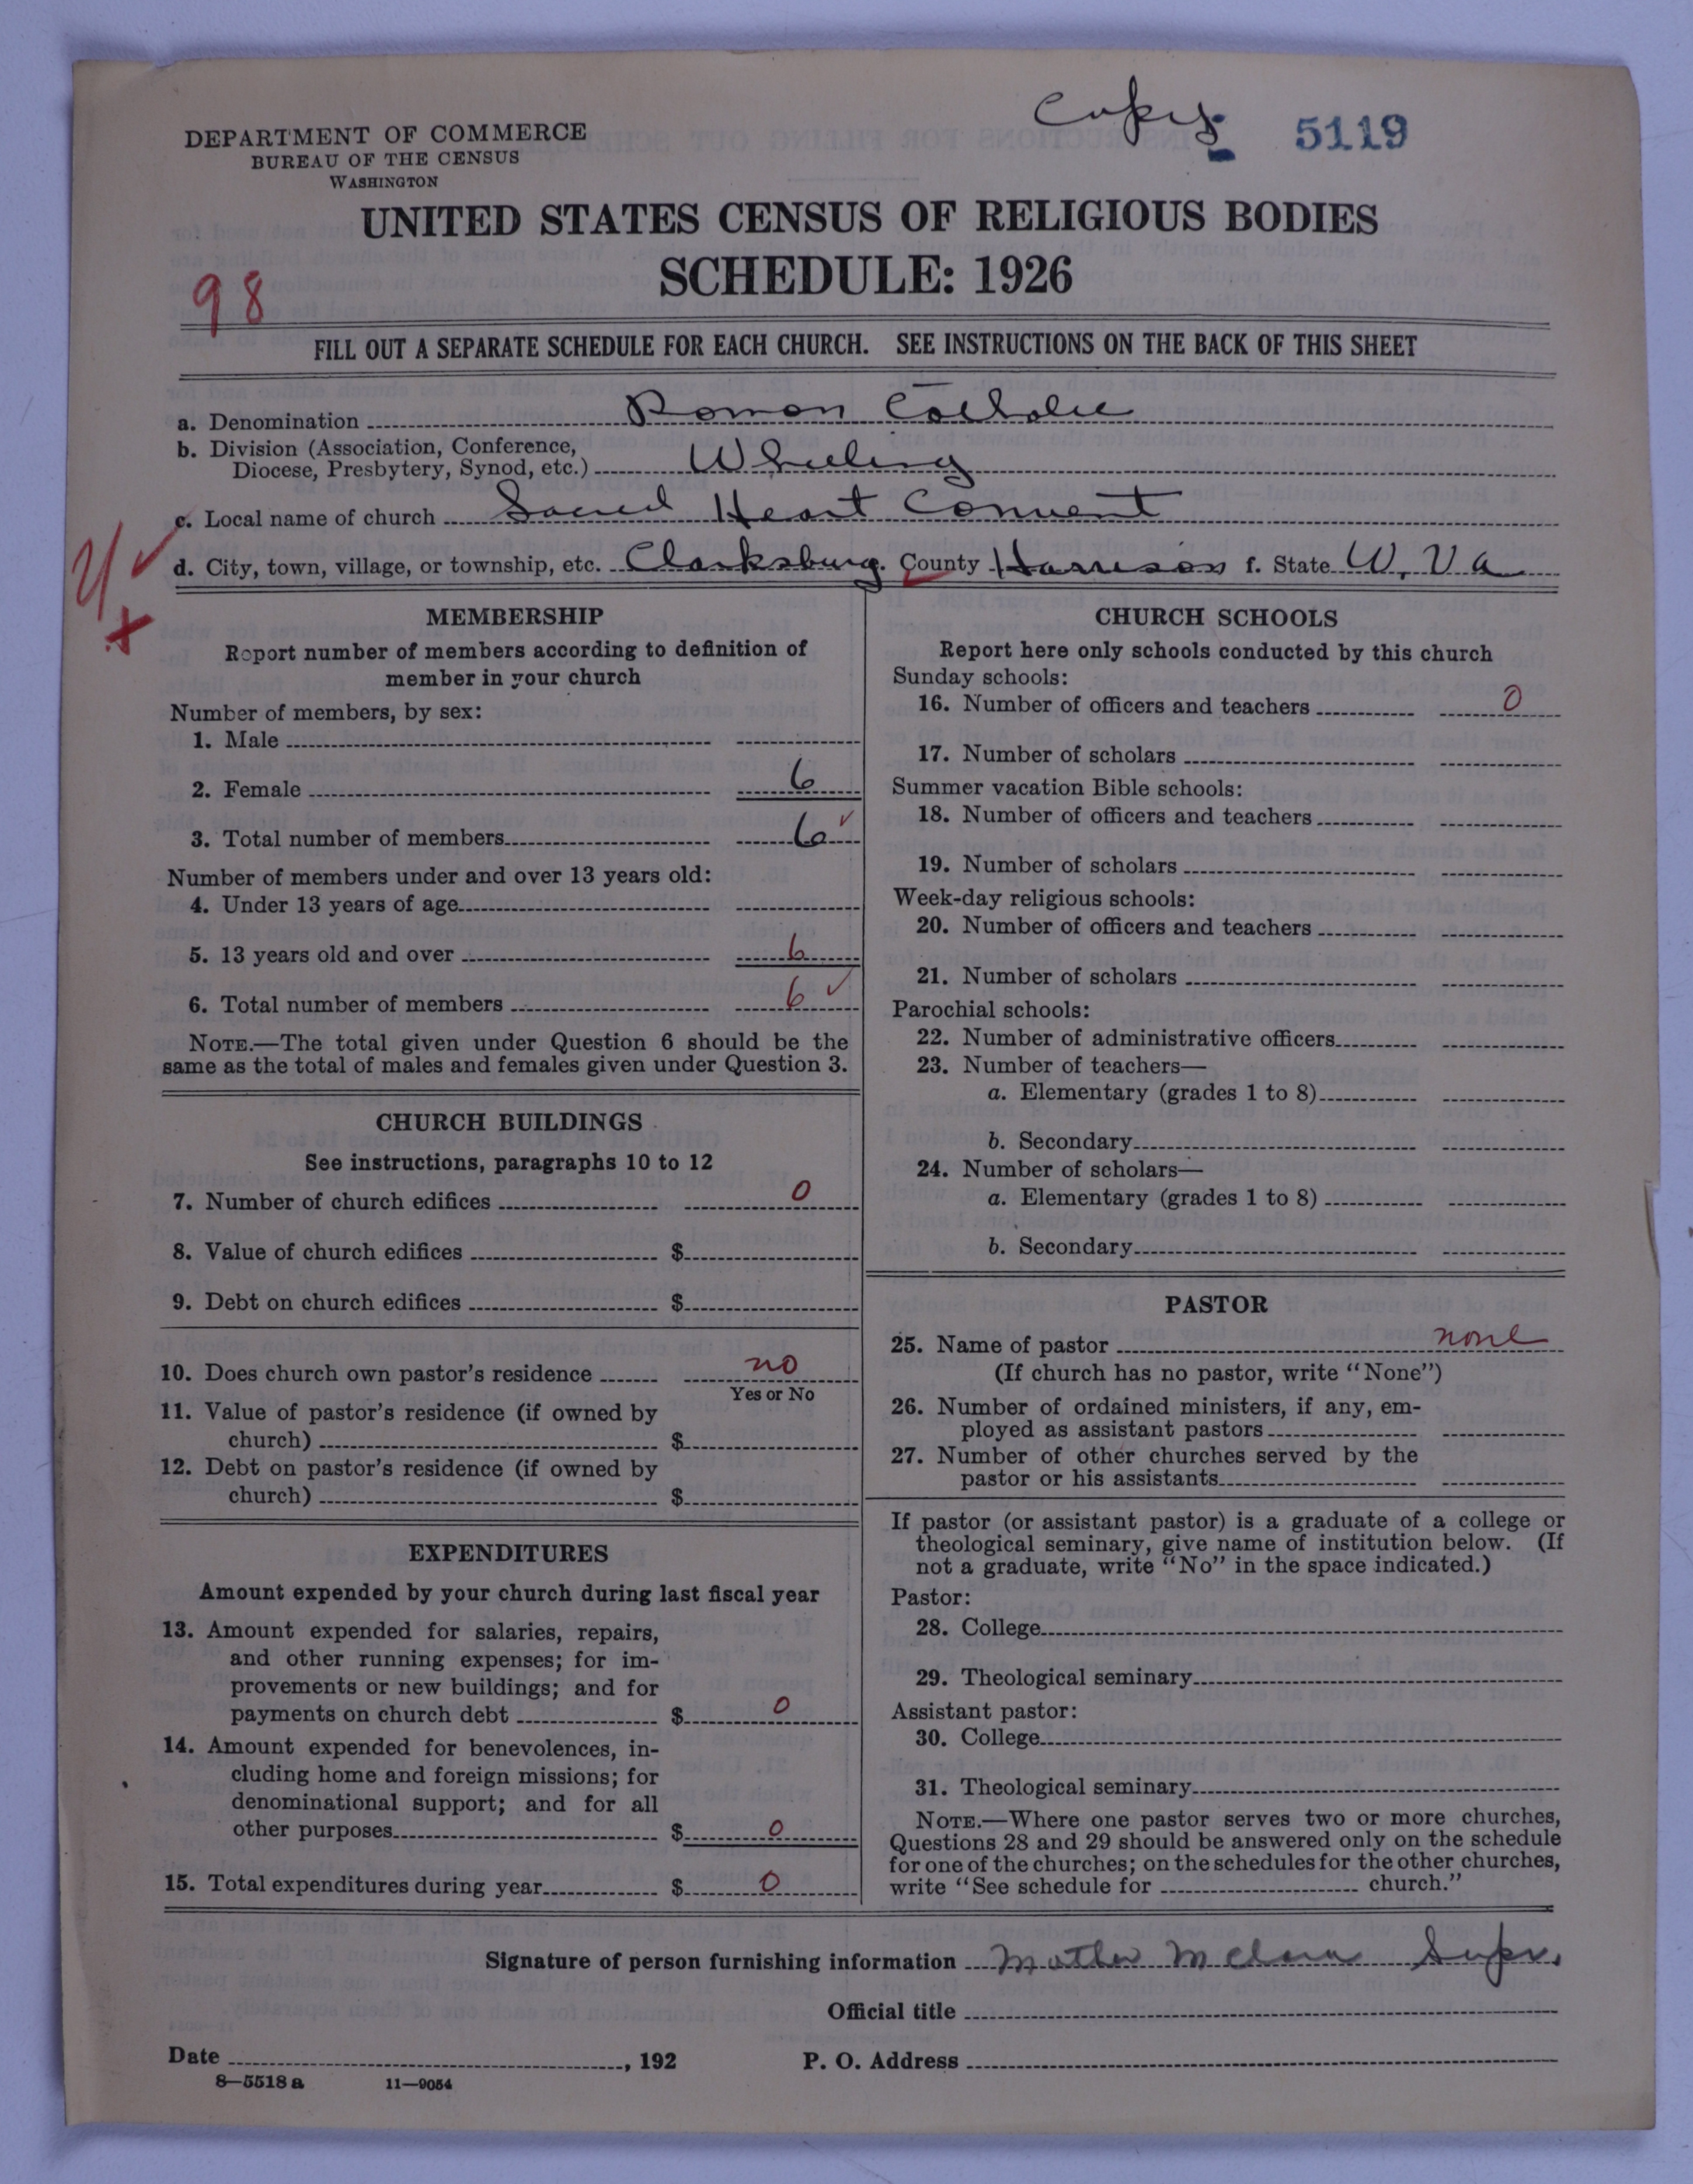 Copy. 5119
DEPARTMENT OF COMMERCE
BUREAU OF THE CENSUS
WASHINGTON
UNITED STATES CENSUS OF RELIGIOUS BODIES
SCHEDULE: 1926
98
FILL OUT A SEPARATE SCHEDULE FOR EACH CHURCH. SEE INSTRUCTIONS ON THE BACK OF THIS SHEET
a. Denomination Roman Catholic
b. Division (Association, Conference,
Diocese, Presbytery, Synod, etc.) Wheeling
c. Local name of church Sacred Heart Convent
d. City, town, village, or township, etc. Clarksburg. County Harrison f. State W. Va
MEMBERSHIP
Report number of members according to definition of
member in your church
Number of members, by sex:
1. Male
2. Female 6
3. Total number of members 6 ✓
Number of members under and over 13 years old:
4. Under 13 years of age
5. 13 years old and over 6
6. Total number of members 6 ✓
NOTE.—The total given under Question 6 should be the
same as the total of males and females given under Question 3.
CHURCH BUILDINGS
See instructions, paragraphs 10 to 12
7. Number of church edifices 0
8. Value of church edifices $
9. Debt on church edifices $
10. Does church own pastor's residence no
Yes or No
11. Value of pastor's residence (if owned by
church) $
12. Debt on pastor's residence (if owned by
church) $
EXPENDITURES
Amount expended by your church during last fiscal year
13. Amount expended for salaries, repairs,
and other running expenses; for im-
provements or new buildings; and for
payments on church debt $ 0
14. Amount expended for benevolences, in-
cluding home and foreign missions; for
denominational support; and for all
other purposes $ 0
15. Total expenditures during year $ 0
CHURCH SCHOOLS
Report here only schools conducted by this church
Sunday schools:
16. Number of officers and teachers 0
17. Number of scholars
Summer vacation Bible schools:
18. Number of officers and teachers
19. Number of scholars
Week-day religious schools:
20. Number of officers and teachers
21. Number of scholars
Parochial schools:
22. Number of administrative officers
23. Number of teachers—
a. Elementary (grades 1 to 8)
b. Secondary
24. Number of scholars—
a. Elementary (grades 1 to 8)
b. Secondary
PASTOR
25. Name of pastor none
(If church has no pastor, write "None")
26. Number of ordained ministers, if any, em-
ployed as assistant pastors
27. Number of other churches served by the
pastor or his assistants
If pastor (or assistant pastor) is a graduate of a college or
theological seminary, give name of institution below. (If
not a graduate, write "No" in the space indicated.)
Pastor:
28. College
29. Theological seminary
Assistant pastor:
30. College
31. Theological seminary
NOTE.—Where one pastor serves two or more churches,
Questions 28 and 29 should be answered only on the schedule
for one of the churches; on the schedules for the other churches,
write "See schedule for church."
Signature of person furnishing information Mother M Clara Supr.
Official title
Date , 192 P. O. Address
8—5518 a 11—9054